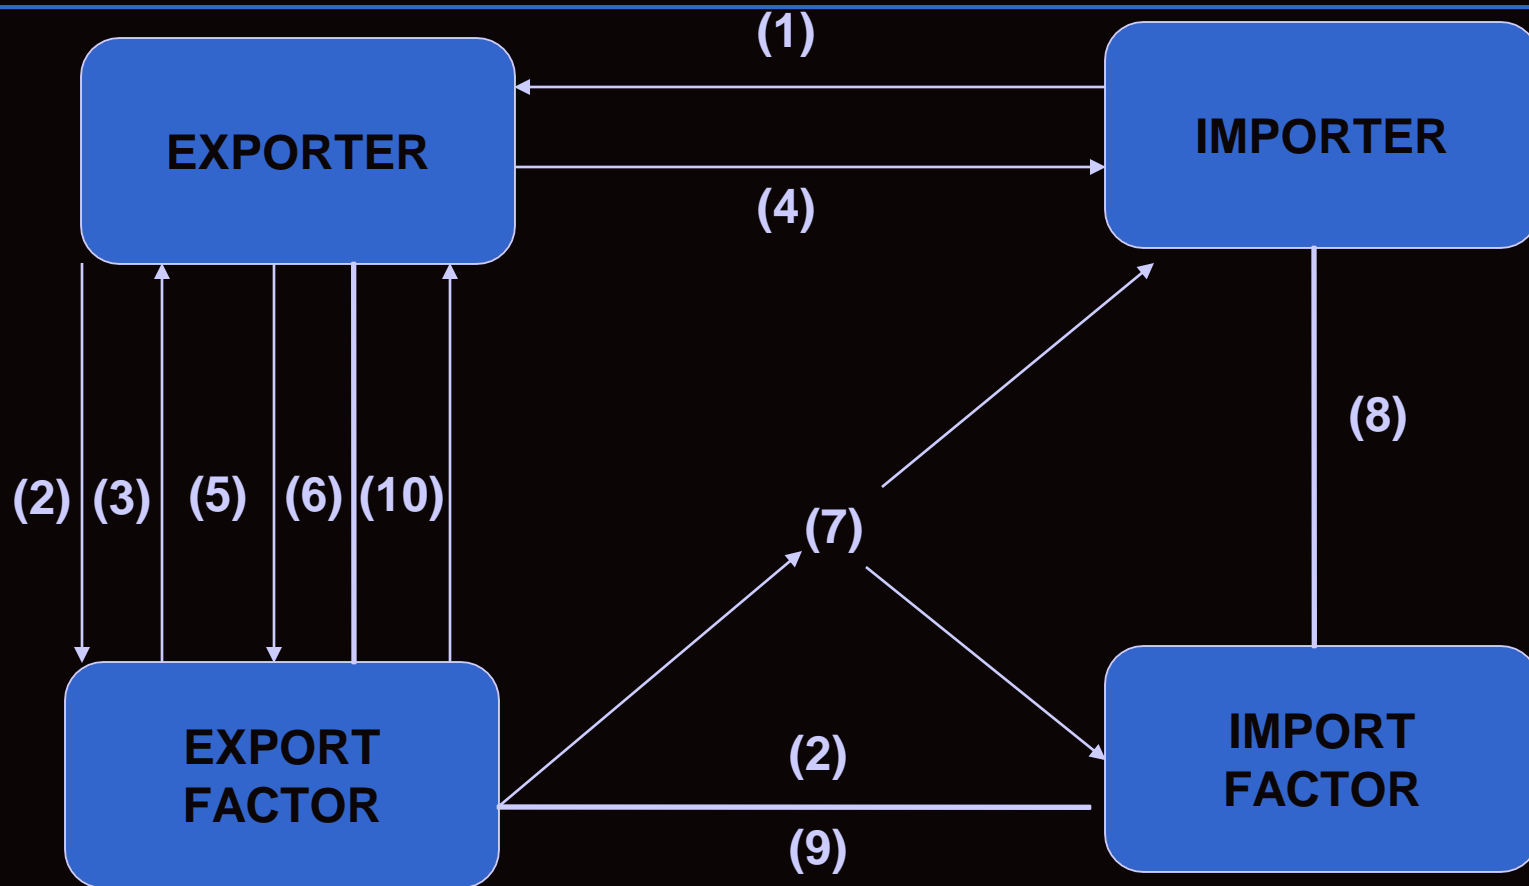 (1)
EXPORTER
IMPORTER
(4)
(8)
(2) (3) (5) (6) (10)
(7)
EXPORT
FACTOR
(2)
(9)
IMPORT
FACTOR